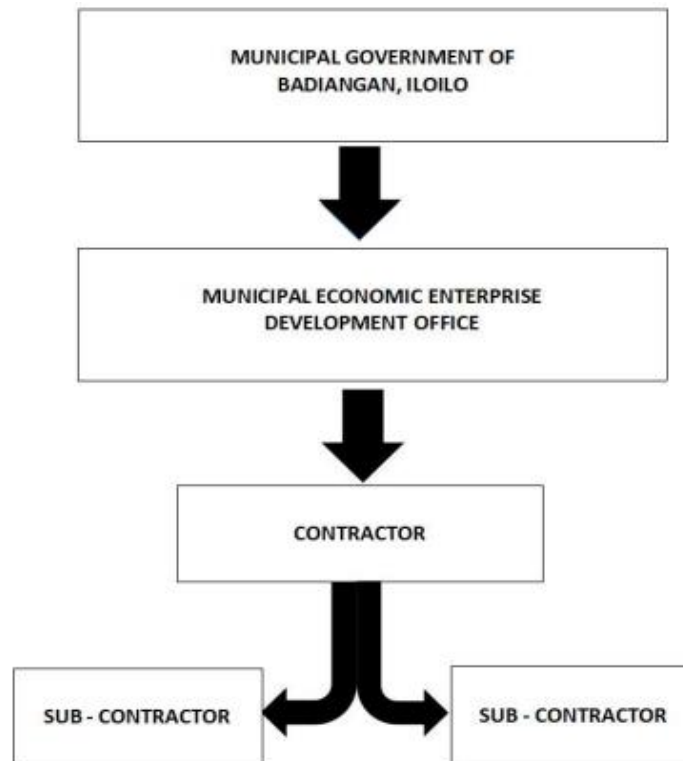 MUNICIPAL GOVERNMENT OF
BADIANGAN, ILOILO
MUNICIPAL ECONOMIC ENTERPRISE
DEVELOPMENT OFFICE
CONTRACTOR
SUB - CONTRACTOR
SUB - CONTRACTOR